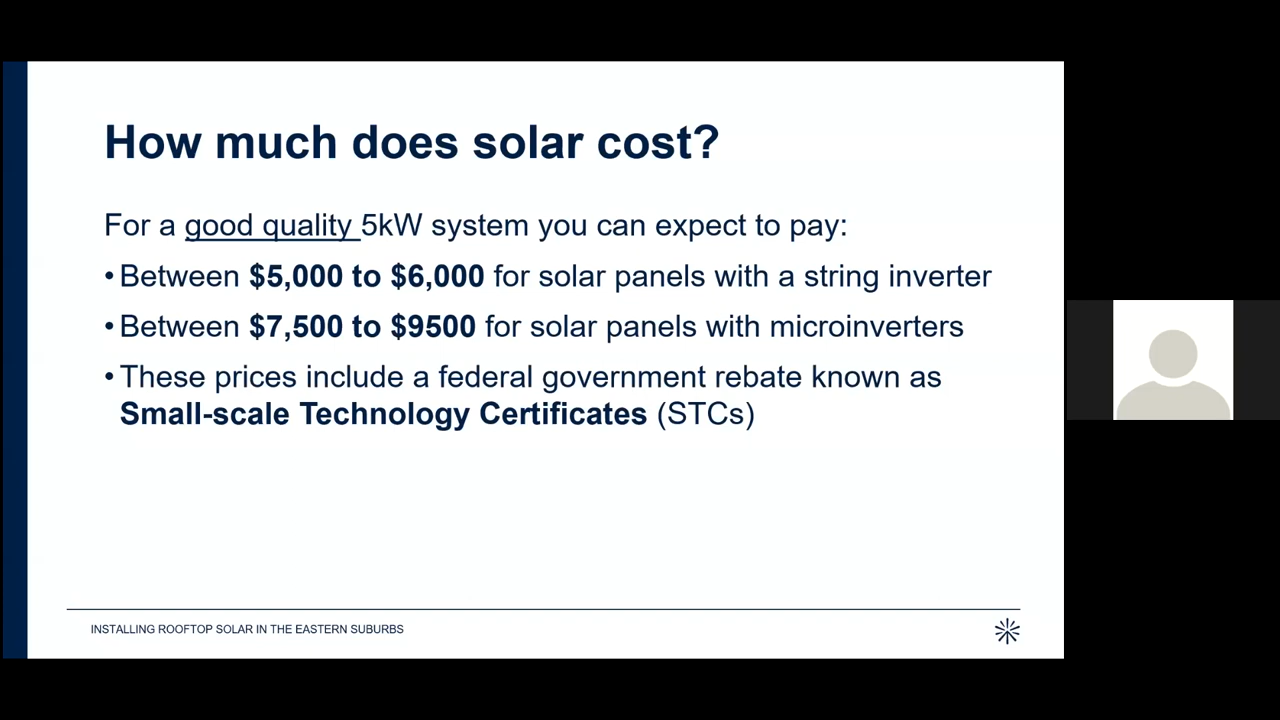 How much does solar cost?
For a good quality 5kW system you can expect to pay:
• Between $5,000 to $6,000 for solar panels with a string inverter
• Between $7,500 to $9500 for solar panels with microinverters
• These prices include a federal government rebate known as
Small-scale Technology Certificates (STCs)
INSTALLING ROOFTOP SOLAR IN THE EASTERN SUBURBS